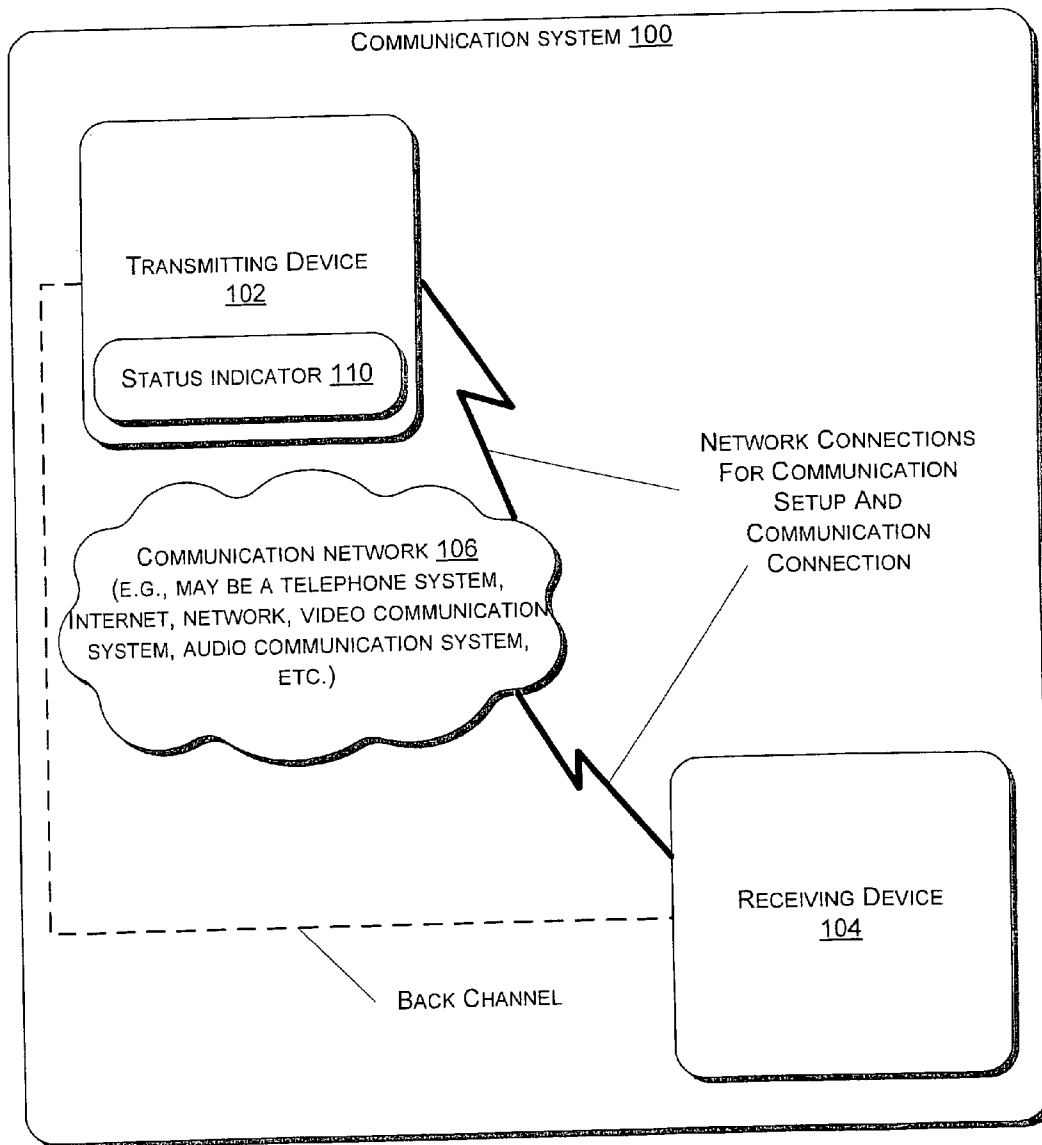 COMMUNICATION SYSTEM 100
TRANSMITTING DEVICE
102
STATUS INDICATOR 110
NETWORK CONNECTIONS
FOR COMMUNICATION
SETUP AND
COMMUNICATION
CONNECTION
COMMUNICATION NETWORK 106
(E.G., MAY BE A TELEPHONE SYSTEM,
INTERNET, NETWORK, VIDEO COMMUNICATION
SYSTEM, AUDIO COMMUNICATION SYSTEM,
ETC.)
RECEIVING DEVICE
104
BACK CHANNEL